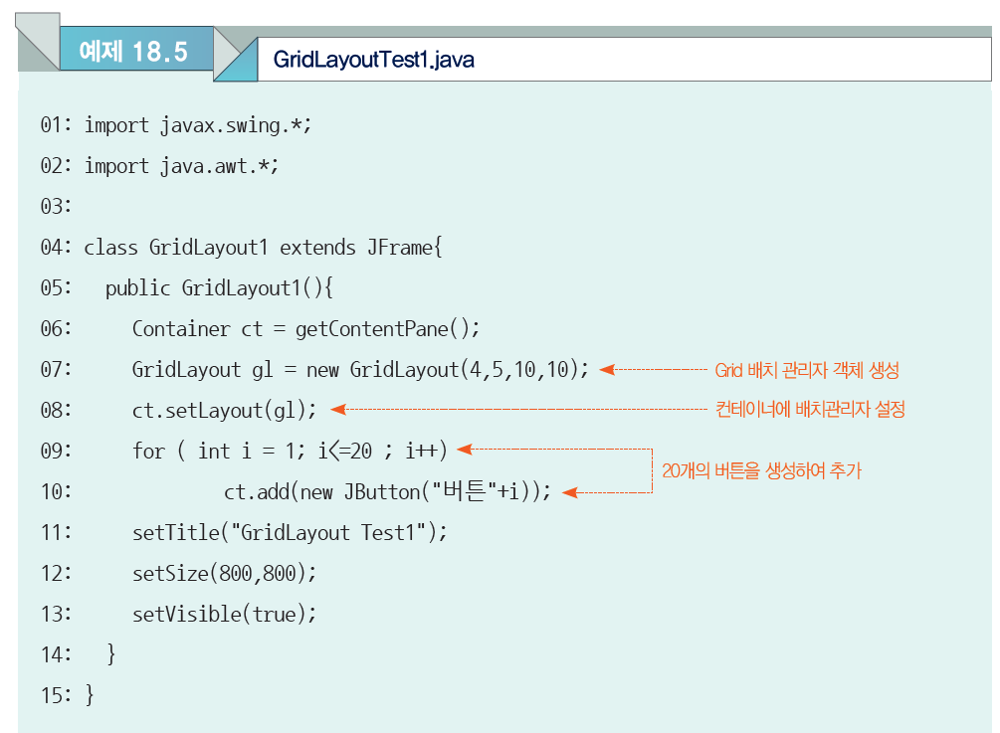 예제 18.5
GridLayoutTest1.java
01: import javax.swing.*;
02: import java.awt.*;
03:
04: class GridLayout1 extends JFrame{
05: public GridLayout1(){
06: Container ct = getContentPane();
07: GridLayout gl = new GridLayout(4,5,10,10); Grid 배치 관리자 객체 생성
08: ct.setLayout(gl); 컨테이너에 배치관리자 설정
09: for ( int i = 1; i<=20 ; i++)
20개의 버튼을 생성하여 추가
10: ct.add(new JButton("버튼"+i));
11: setTitle("GridLayout Test1");
12: setSize(800,800);
13: setVisible(true);
14: }
15: }